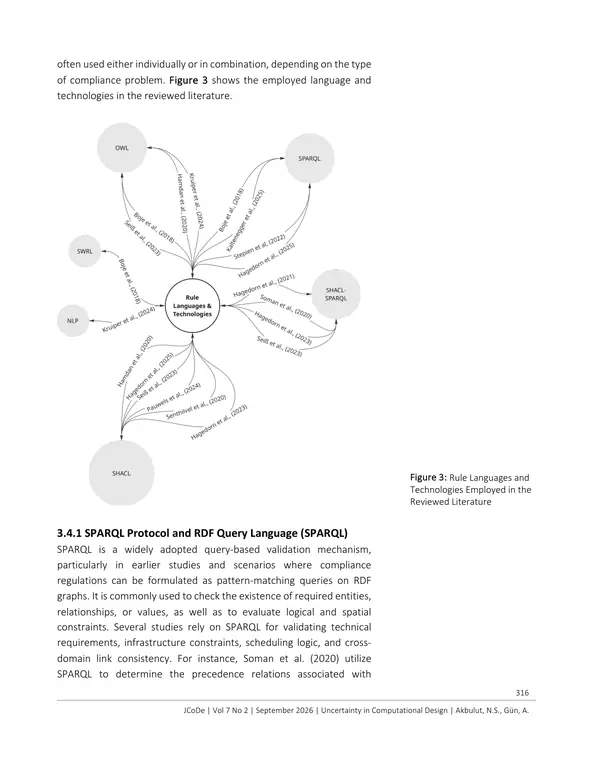 often used either individually or in combination, depending on the type
of compliance problem. Figure 3 shows the employed language and
technologies in the reviewed literature.
OWL
SPARQL
Kruiper et al., (2024)
Hamdan et al., (2020)
Boje et al., (2018)
Seiß et al., (2023)
Boje et al., (2018)
Kaltenegger et al., (2025)
Stepien et al, (2022)
Hagedorn et al., (2025)
SWRL
Boje et al., (2018)
NLP
Kruiper et al., (2024)
Rule
Languages &
Technologies
Hagedorn et al., (2021)
Soman et al., (2020)
Hagedorn et al., (2023)
Seiß et al., (2023)
SHACL-
SPARQL
Hamdan et al., (2020)
Hagedorn et al., (2025)
Seiß et al., (2023)
Pauwels et al., (2024)
Senthilvel et al., (2020)
Hagedorn et al., (2023)
SHACL
Figure 3: Rule Languages and
Technologies Employed in the
Reviewed Literature
3.4.1 SPARQL Protocol and RDF Query Language (SPARQL)
SPARQL is a widely adopted query-based validation mechanism,
particularly in earlier studies and scenarios where compliance
regulations can be formulated as pattern-matching queries on RDF
graphs. It is commonly used to check the existence of required entities,
relationships, or values, as well as to evaluate logical and spatial
constraints. Several studies rely on SPARQL for validating technical
requirements, infrastructure constraints, scheduling logic, and cross-
domain link consistency. For instance, Soman et al. (2020) utilize
SPARQL to determine the precedence relations associated with
316
JCoDe | Vol 7 No 2 | September 2026 | Uncertainty in Computational Design | Akbulut, N.S., Gün, A.